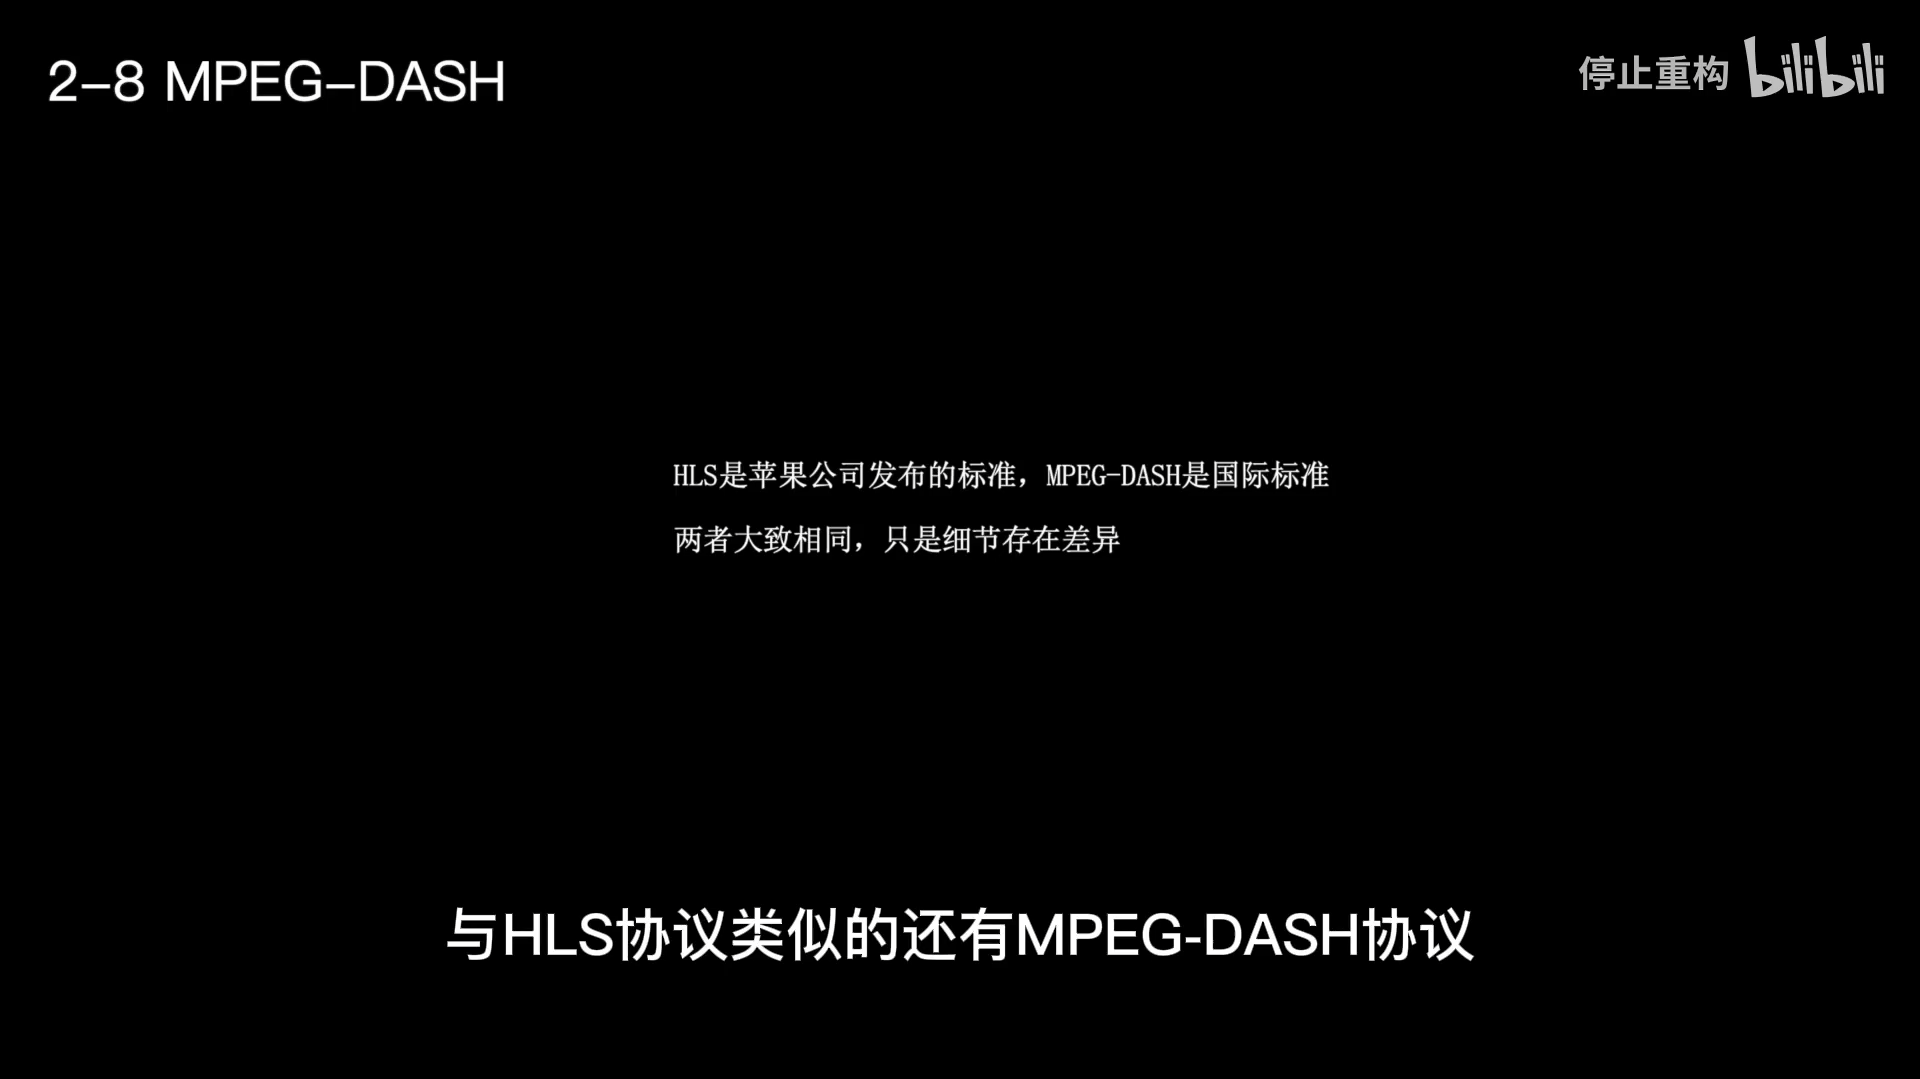 2-8 MPEG-DASH
停止重构 bilibili
HLS是苹果公司发布的标准，MPEG-DASH是国际标准
两者大致相同，只是细节存在差异
与HLS协议类似的还有MPEG-DASH协议